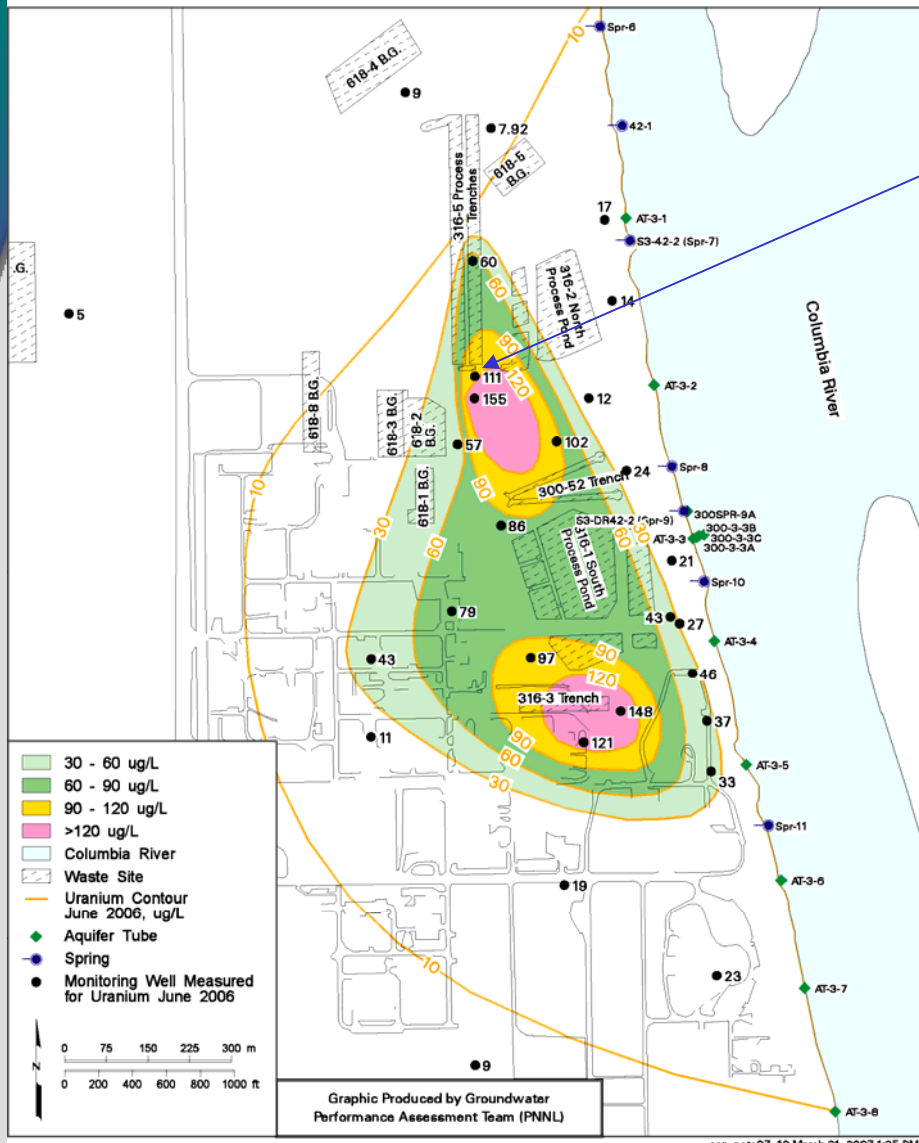 10
Spr-6
618-4 B.G.
9
7.92
42-1
618-5
B.G.
316-5 Process
Trenches
17
AT-3-1
S3-42-2 (Spr-7)
.G.
60
60
316-2 North
Process Pond
14
5
Columbia River
90
120
111
155
AT-3-2
12
618-8 B.G.
618-3 B.G.
618-2
B.G.
57
102
24
Spr-8
10
90
300-52 Trench
618-1 B.G.
30
60
86
S3-DR42-2 (Spr-9)
300SPR-9A
30
60
AT-3-3
300-3-3B
300-3-3C
300-3-3A
316-1 South
Process Pond
21
Spr-10
79
43
27
AT-3-4
43
97
90
120
46
316-3 Trench
148
37
11
121
90
60
30
33
AT-3-5
Spr-11
30 - 60 ug/L
60 - 90 ug/L
90 - 120 ug/L
>120 ug/L
Columbia River
Waste Site
Uranium Contour
June 2006, ug/L
Aquifer Tube
Spring
Monitoring Well Measured
for Uranium June 2006
N
0 75 150 225 300 m
0 200 400 600 800 1000 ft
19
AT-3-6
10
23
AT-3-7
9
AT-3-8
Graphic Produced by Groundwater
Performance Assessment Team (PNNL)